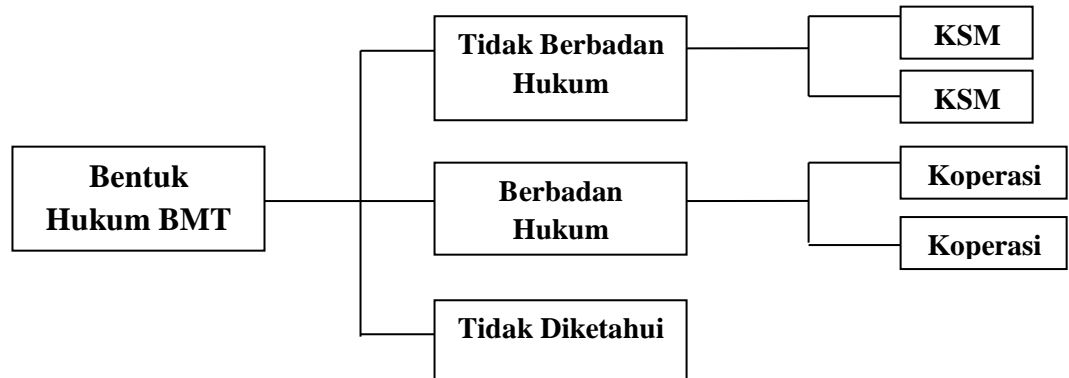 Bentuk
Hukum BMT
Tidak Berbadan
Hukum
KSM
KSM
Berbadan
Hukum
Koperasi
Koperasi
Tidak Diketahui